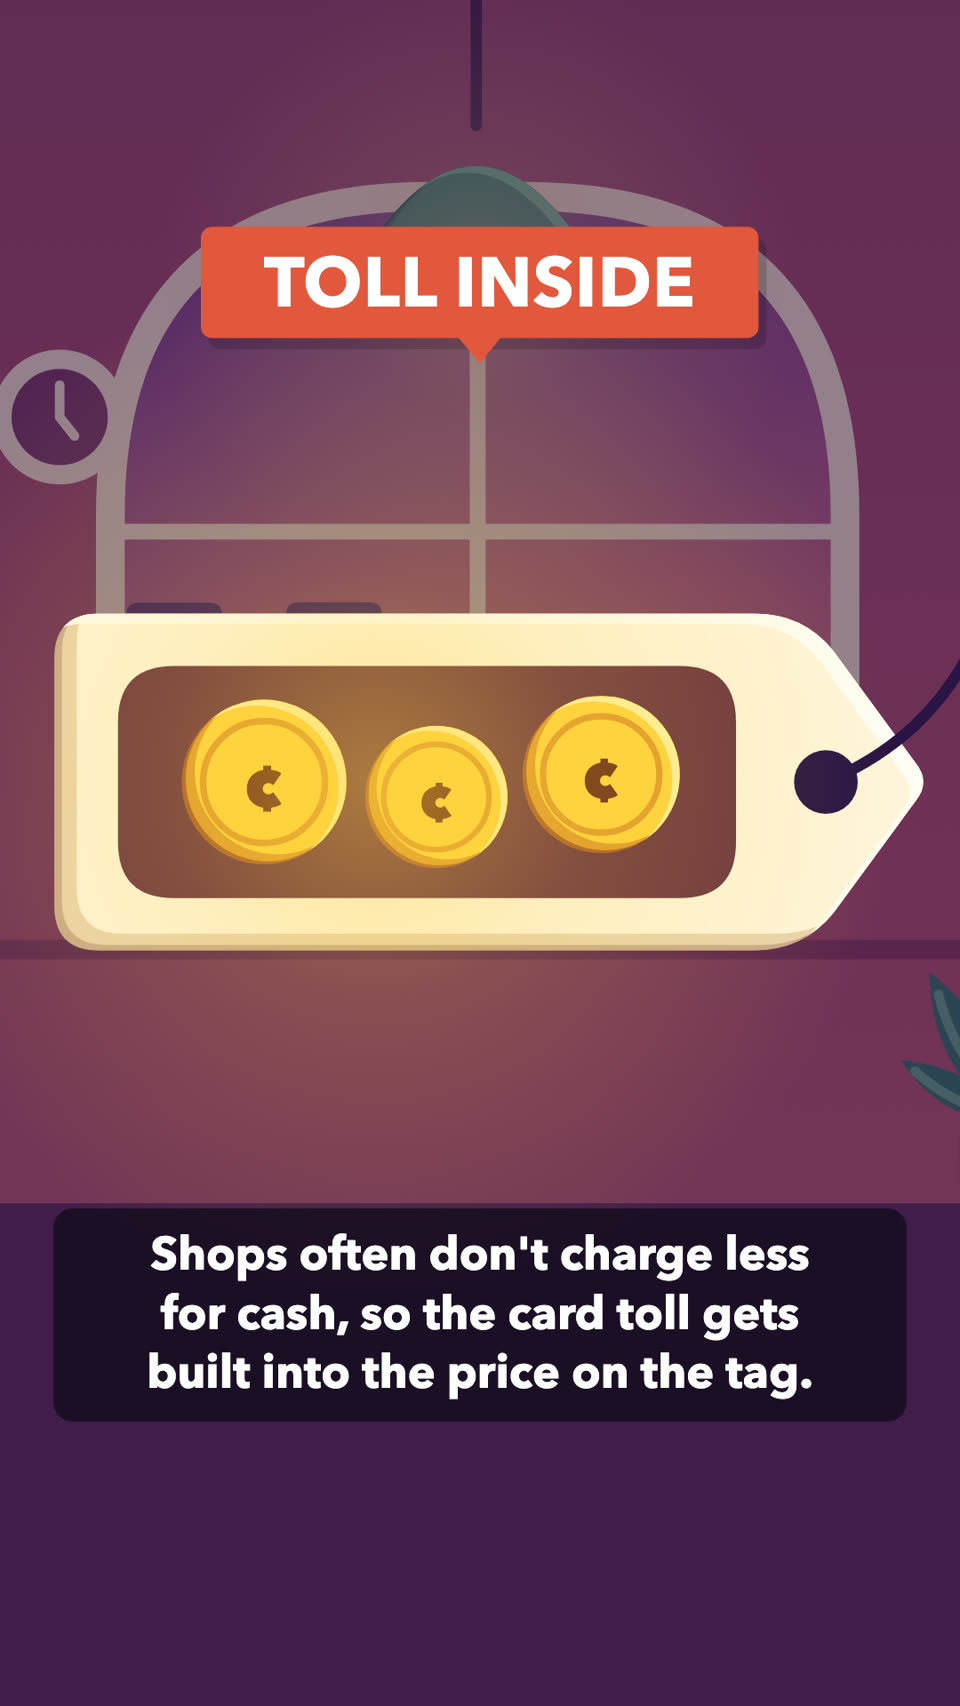 TOLL INSIDE
¢ ¢ ¢
Shops often don't charge less
for cash, so the card toll gets
built into the price on the tag.